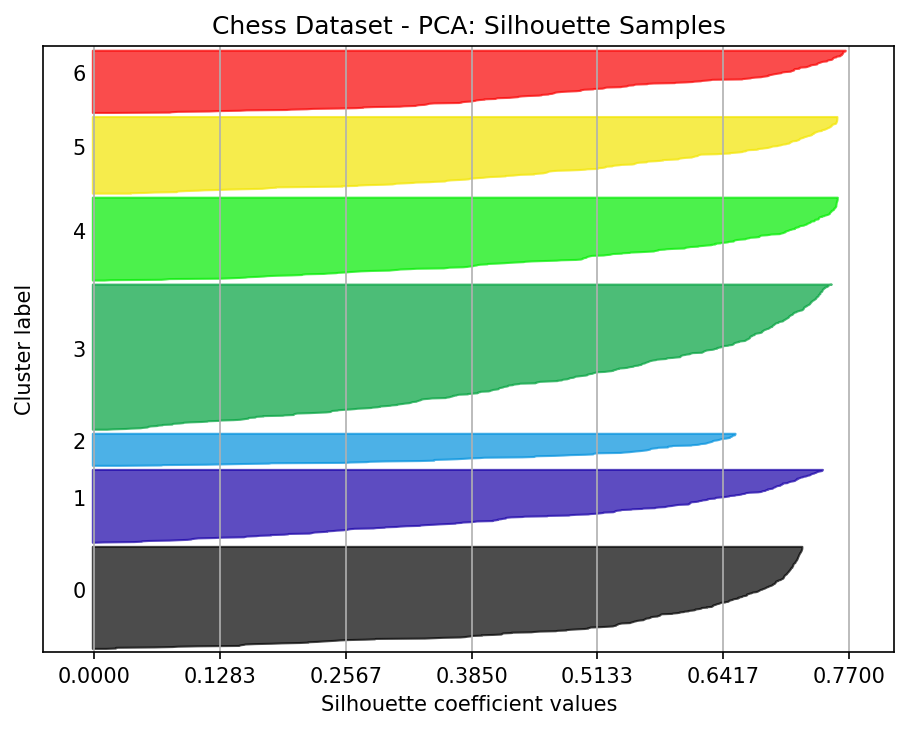 Chess Dataset - PCA: Silhouette Samples
6
5
4
3
2
1
0
Cluster label
0.0000 0.1283 0.2567 0.3850 0.5133 0.6417 0.7700
Silhouette coefficient values